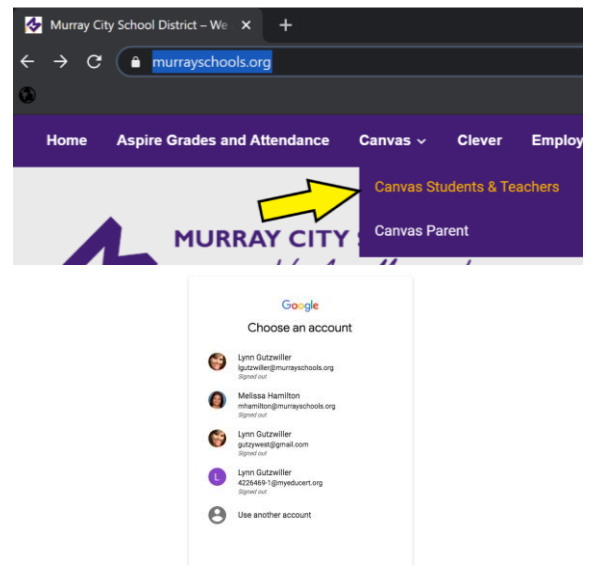 Murray City School District – We
murrayschools.org
Home Aspire Grades and Attendance Canvas Clever Employ
Canvas Students & Teachers
MURRAY CITY
Canvas Parent
Google
Choose an account
Lynn Gutzwiller
lgutzwiller@murrayschools.org
Signed out
Melissa Hamilton
mhamilton@murrayschools.org
Signed out
Lynn Gutzwiller
gutzywest@gmail.com
Signed out
L
Lynn Gutzwiller
4226469-1@myeducert.org
Signed out
Use another account